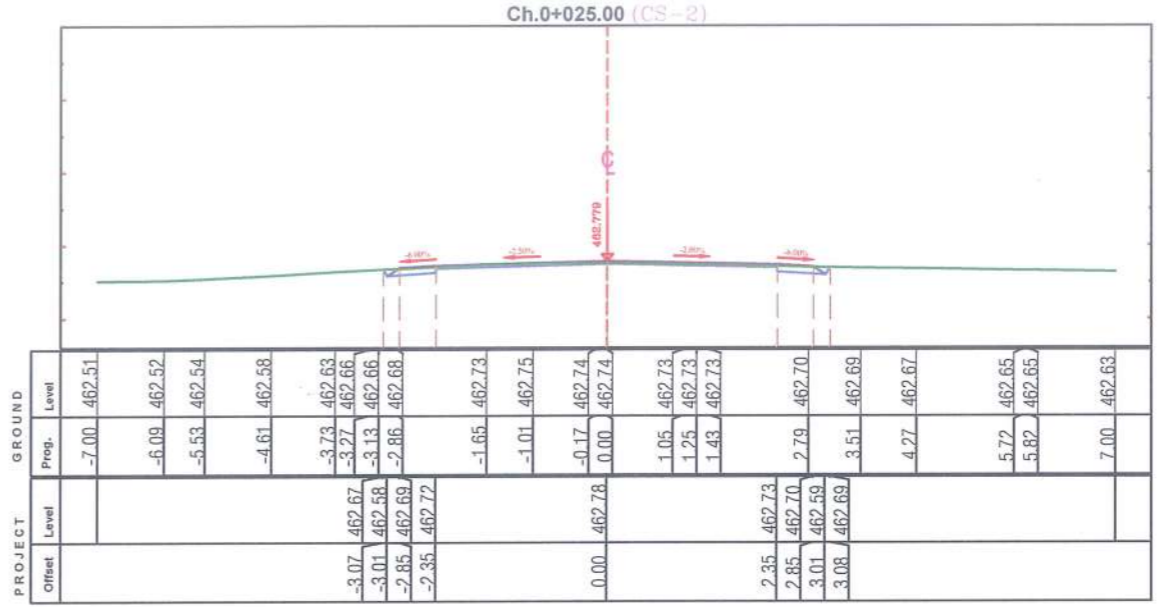 Ch.0+025.00 (CS-2)
℄
462.779
-2.50%
GROUND
Level
462.51 462.52 462.54 462.58 462.63 462.66 462.66 462.68 462.73 462.75 462.74 462.74 462.73 462.73 462.73 462.70 462.69 462.67 462.65 462.65 462.63
Prog.
-7.00 -6.09 -5.53 -4.61 -3.73 -3.27 -3.13 -2.86 -1.65 -1.01 -0.17 0.00 1.05 1.25 1.43 2.79 3.51 4.27 5.72 5.82 7.00
PROJECT
Level
462.67 462.58 462.69 462.72 462.78 462.73 462.70 462.59 462.69
Offset
-3.07 -3.01 -2.85 -2.35 0.00 2.35 2.85 3.01 3.08